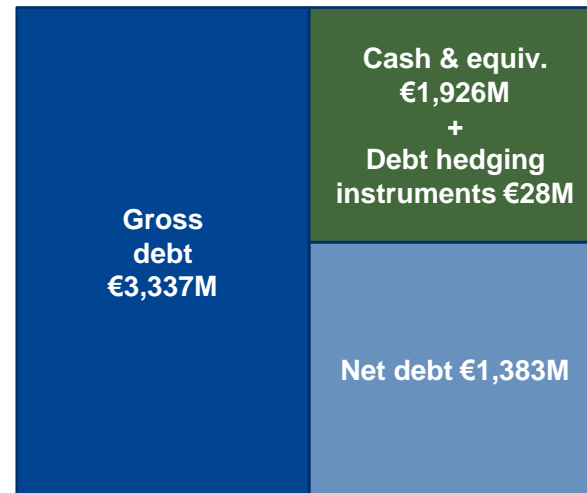 Gross
debt
€3,337M
Cash & equiv.
€1,926M
+
Debt hedging
instruments €28M
Net debt €1,383M